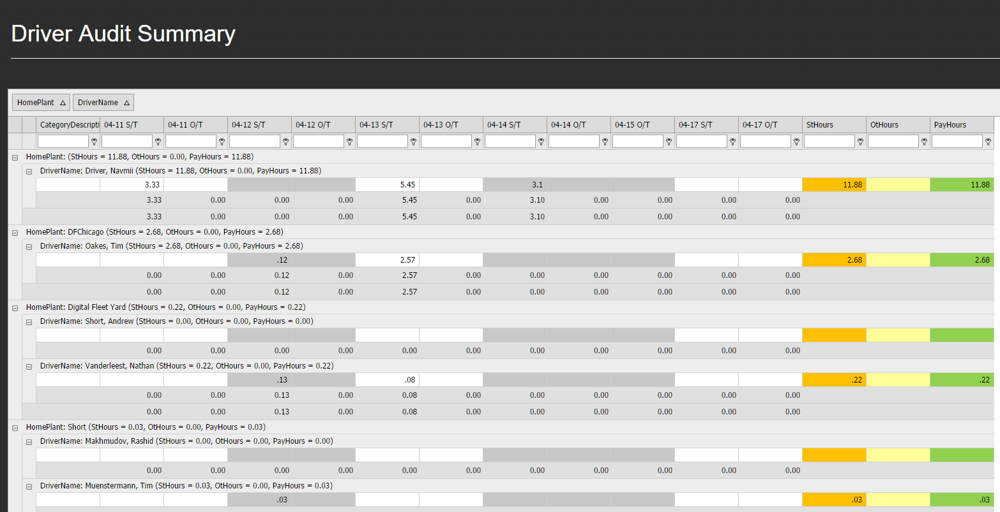 Driver Audit Summary
HomePlant DriverName
CategoryDescripti 04-11 S/T 04-11 O/T 04-12 S/T 04-12 O/T 04-13 S/T 04-13 O/T 04-14 S/T 04-14 O/T 04-15 O/T 04-17 S/T 04-17 O/T StHours OtHours PayHours
HomePlant: (StHours = 11.88, OtHours = 0.00, PayHours = 11.88)
DriverName: Driver, Navmii (StHours = 11.88, OtHours = 0.00, PayHours = 11.88)
3.33 5.45 3.1 11.88 11.88
3.33 0.00 0.00 0.00 5.45 0.00 3.10 0.00 0.00 0.00 0.00
3.33 0.00 0.00 0.00 5.45 0.00 3.10 0.00 0.00 0.00 0.00
HomePlant: DFChicago (StHours = 2.68, OtHours = 0.00, PayHours = 2.68)
DriverName: Oakes, Tim (StHours = 2.68, OtHours = 0.00, PayHours = 2.68)
.12 2.57 2.68 2.68
0.00 0.00 0.12 0.00 2.57 0.00 0.00 0.00 0.00 0.00 0.00
0.00 0.00 0.12 0.00 2.57 0.00 0.00 0.00 0.00 0.00 0.00
HomePlant: Digital Fleet Yard (StHours = 0.22, OtHours = 0.00, PayHours = 0.22)
DriverName: Short, Andrew (StHours = 0.00, OtHours = 0.00, PayHours = 0.00)
0.00 0.00 0.00 0.00 0.00 0.00 0.00 0.00 0.00 0.00 0.00
DriverName: Vanderleest, Nathan (StHours = 0.22, OtHours = 0.00, PayHours = 0.22)
.13 .08 .22 .22
0.00 0.00 0.13 0.00 0.08 0.00 0.00 0.00 0.00 0.00 0.00
0.00 0.00 0.13 0.00 0.08 0.00 0.00 0.00 0.00 0.00 0.00
HomePlant: Short (StHours = 0.03, OtHours = 0.00, PayHours = 0.03)
DriverName: Makhmudov, Rashid (StHours = 0.00, OtHours = 0.00, PayHours = 0.00)
0.00 0.00 0.00 0.00 0.00 0.00 0.00 0.00 0.00 0.00 0.00
DriverName: Muenstermann, Tim (StHours = 0.03, OtHours = 0.00, PayHours = 0.03)
.03 .03 .03